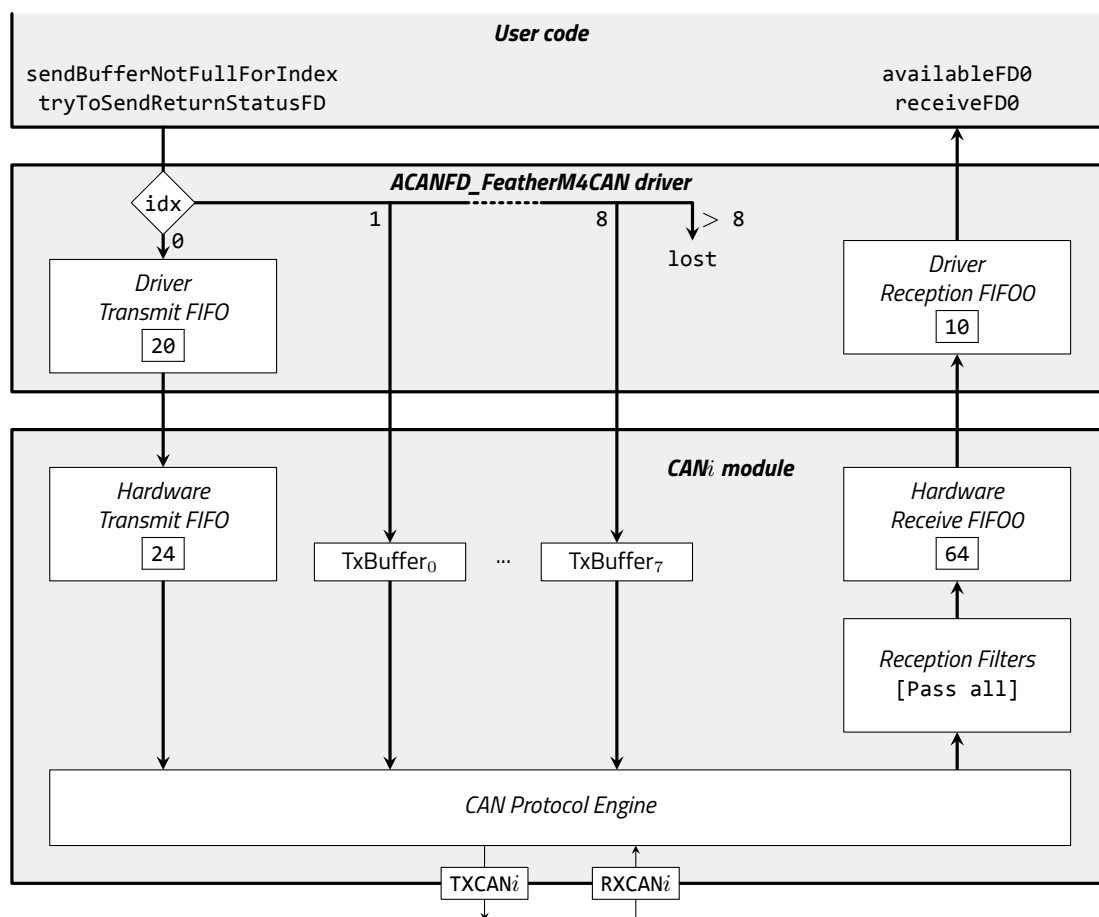 User code
sendBufferNotFullForIndex
tryToSendReturnStatusFD
availableFD0
receiveFD0
ACANFD_FeatherM4CAN driver
idx
0
1
8
> 8
lost
Driver
Transmit FIFO
20
Driver
Reception FIFO0
10
CANi module
Hardware
Transmit FIFO
24
TxBuffer₀
...
TxBuffer₇
Hardware
Receive FIFO0
64
Reception Filters
[Pass all]
CAN Protocol Engine
TXCANi
RXCANi